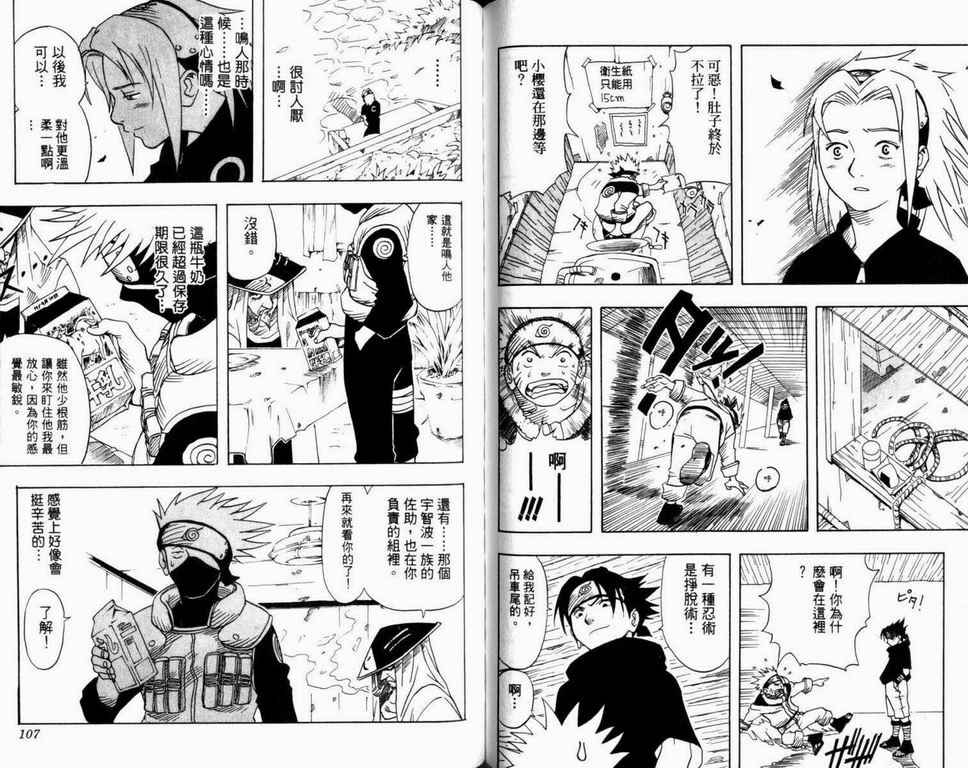 可惡！肚子終於
不拉了！
衛生紙
只能用
15cm
小櫻還在那邊等
吧？
ダッ！
啊
——
！！！
啊！你為什
麼會在這裡
？
ピタ！
有一種忍術
是掙脫術…
給我記好，
吊車尾的。
啊…
……
很討人厭
…啊…
…鳴人那時
候……也是
這種心情嗎…
以後我
可以…
對他更溫
柔一點啊
…
這就是鳴人他
家……
沒錯。
這瓶牛奶
已經超過保存
期限很久了…
牛乳
雖然他少根筋，但
讓你來盯住他我最
放心，因為你的感
覺最敏銳。
還有……那個
宇智波一族的
佐助，也在你
負責的組裡。
再來就看你的了！
感覺上好像會
挺辛苦的…
了解！
107